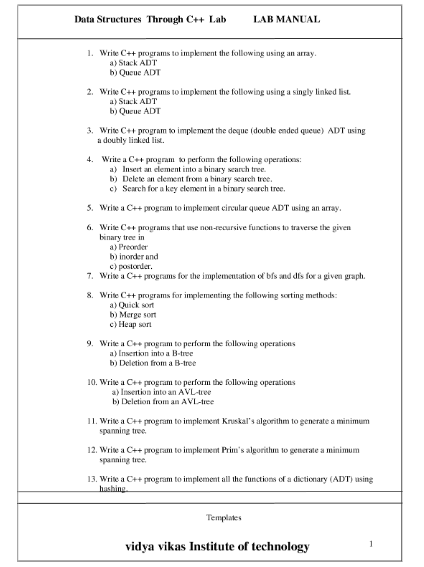 Data Structures Through C++ Lab LAB MANUAL
1. Write C++ programs to implement the following using an array.
a) Stack ADT
b) Queue ADT
2. Write C++ programs to implement the following using a singly linked list.
a) Stack ADT
b) Queue ADT
3. Write C++ program to implement the deque (double ended queue) ADT using
a doubly linked list.
4. Write a C++ program to perform the following operations:
a) Insert an element into a binary search tree.
b) Delete an element from a binary search tree.
c) Search for a key element in a binary search tree.
5. Write a C++ program to implement circular queue ADT using an array.
6. Write C++ programs that use non-recursive functions to traverse the given
binary tree in
a) Preorder
b) inorder and
c) postorder.
7. Write a C++ programs for the implementation of bfs and dfs for a given graph.
8. Write C++ programs for implementing the following sorting methods:
a) Quick sort
b) Merge sort
c) Heap sort
9. Write a C++ program to perform the following operations
a) Insertion into a B-tree
b) Deletion from a B-tree
10. Write a C++ program to perform the following operations
a) Insertion into an AVL-tree
b) Deletion from an AVL-tree
11. Write a C++ program to implement Kruskal's algorithm to generate a minimum
spanning tree.
12. Write a C++ program to implement Prim's algorithm to generate a minimum
spanning tree.
13. Write a C++ program to implement all the functions of a dictionary (ADT) using
hashing.
Templates
vidya vikas Institute of technology 1